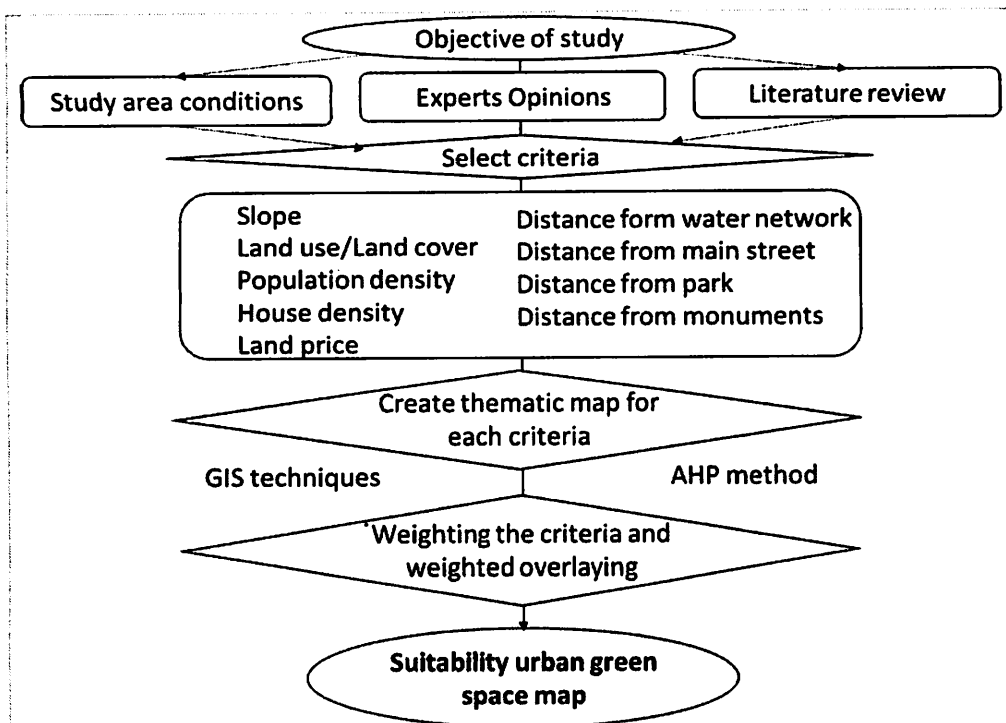 Objective of study
Study area conditions
Experts Opinions
Literature review
Select criteria
Slope
Land use/Land cover
Population density
House density
Land price
Distance form water network
Distance from main street
Distance from park
Distance from monuments
Create thematic map for
each criteria
GIS techniques
AHP method
Weighting the criteria and
weighted overlaying
Suitability urban green
space map